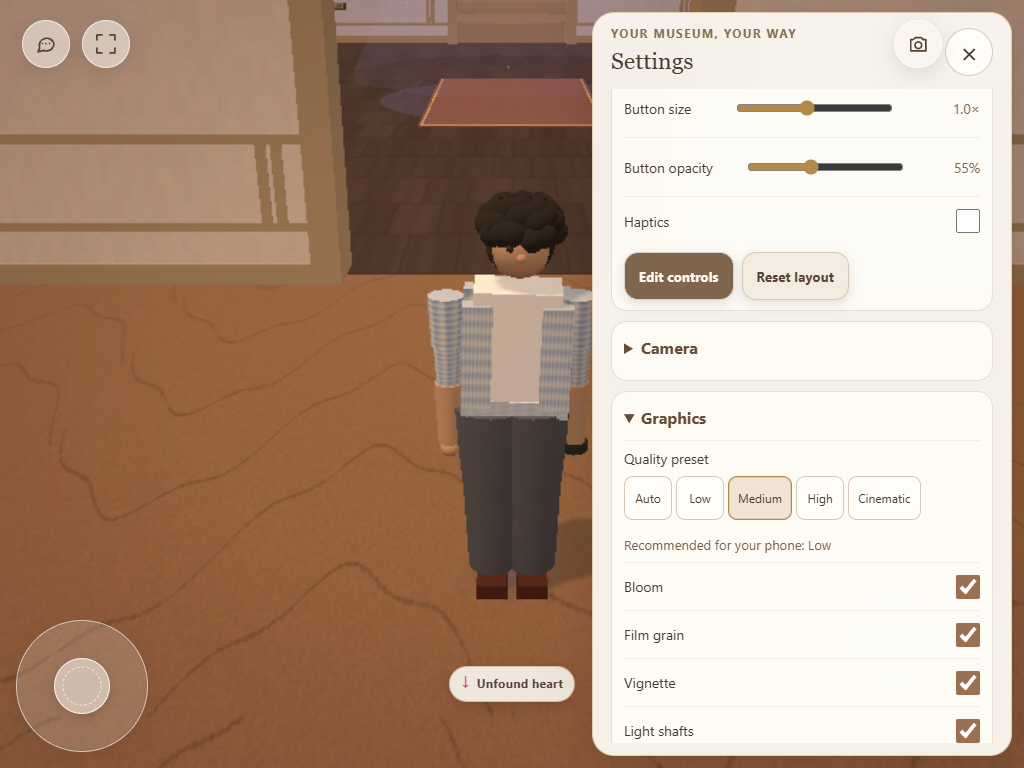 YOUR MUSEUM, YOUR WAY
Settings
Button size 1.0×
Button opacity 55%
Haptics
Edit controls Reset layout
Camera
Graphics
Quality preset
Auto Low Medium High Cinematic
Recommended for your phone: Low
Bloom
Film grain
Vignette
Light shafts
↓ Unfound heart